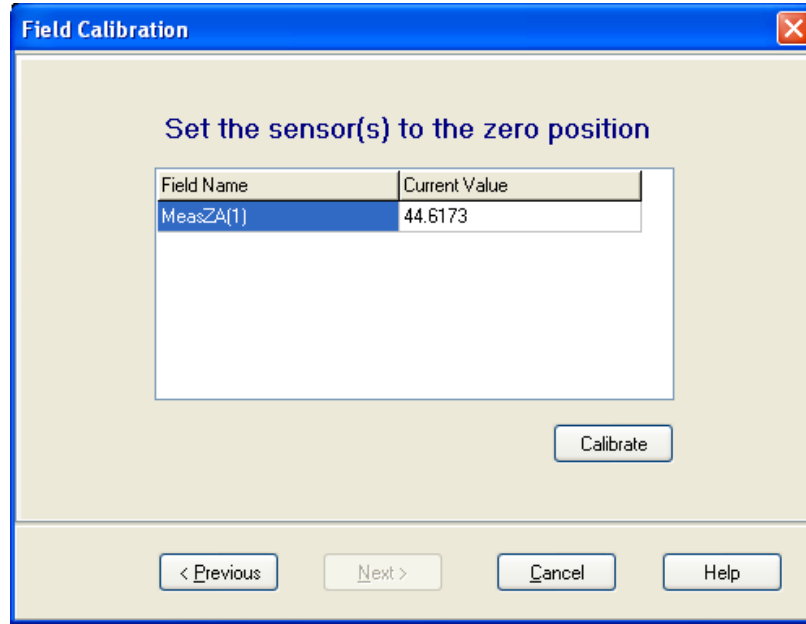 Field Calibration
Set the sensor(s) to the zero position
Field Name Current Value
MeasZA(1) 44.6173
Calibrate
< Previous Next > Cancel Help